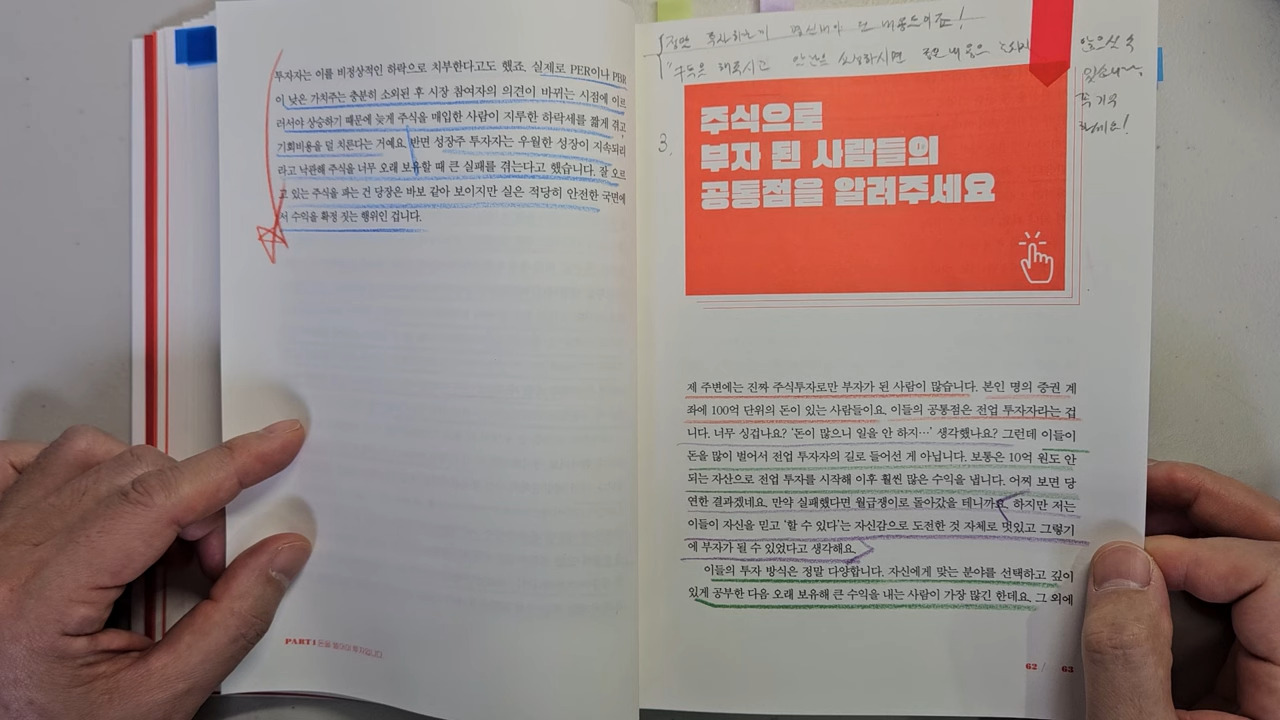 투자자는 이를 비정상적인 하락으로 치부한다고도 했죠. 실제로 PER이나 PBR
이 낮은 가치주는 충분히 소외된 후 시장 참여자의 의견이 바뀌는 시점에 이르
러서야 상승하기 때문에 늦게 주식을 매입한 사람이 지루한 하락세를 짧게 겪고,
기회비용을 덜 치른다는 거예요. 반면 성장주 투자자는 우월한 성장이 지속되리
라고 낙관해 주식을 너무 오래 보유할 때 큰 실패를 겪는다고 했습니다. 잘 오르
고 있는 주식을 파는 건 당장은 바보 같아 보이지만 실은 적당히 안전한 국면에
서 수익을 확정 짓는 행위인 겁니다.
PART1 돈을 벌어야 투자입니다
3.
주식으로
부자 된 사람들의
공통점을 알려주세요
제 주변에는 진짜 주식투자로만 부자가 된 사람이 많습니다. 본인 명의 증권 계
좌에 100억 단위의 돈이 있는 사람들이요. 이들의 공통점은 전업 투자자라는 겁
니다. 너무 싱겁나요? '돈이 많으니 일을 안 하지…' 생각했나요? 그런데 이들이
돈을 많이 벌어서 전업 투자자의 길로 들어선 게 아닙니다. 보통은 10억 원도 안
되는 자산으로 전업 투자를 시작해 이후 훨씬 많은 수익을 냅니다. 어찌 보면 당
연한 결과겠네요. 만약 실패했다면 월급쟁이로 돌아갔을 테니까요. 하지만 저는
이들이 자신을 믿고 '할 수 있다'는 자신감으로 도전한 것 자체로 멋있고 그렇기
에 부자가 될 수 있었다고 생각해요.
이들의 투자 방식은 정말 다양합니다. 자신에게 맞는 분야를 선택하고 깊이
있게 공부한 다음 오래 보유해 큰 수익을 내는 사람이 가장 많긴 한데요. 그 외에
62 / 63